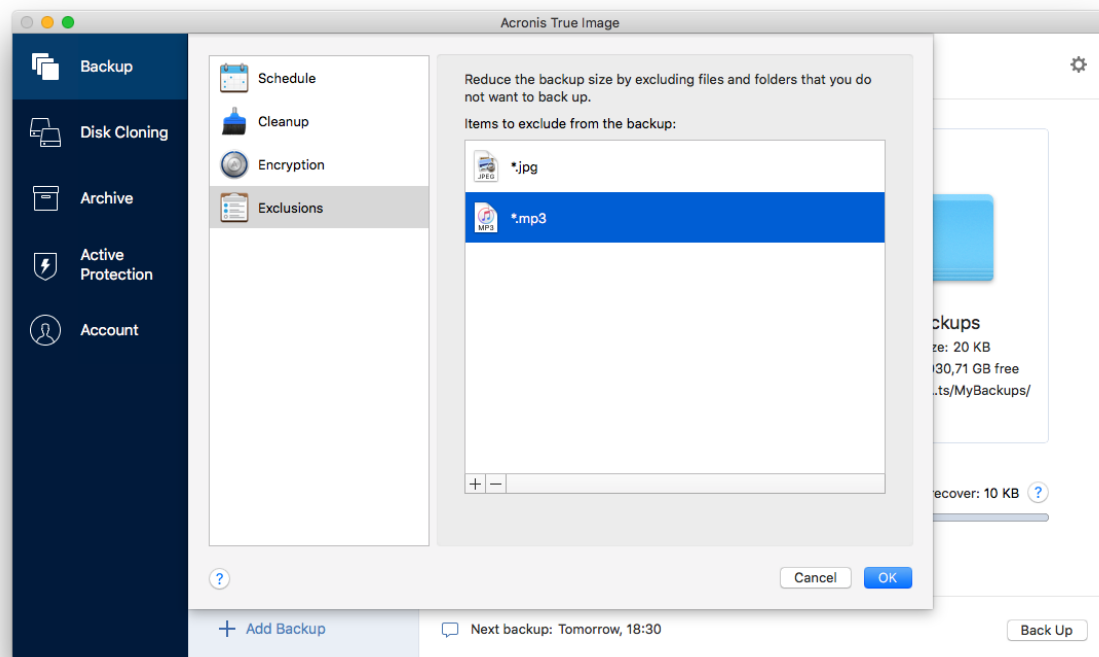 Acronis True Image
Backup
Disk Cloning
Archive
Active
Protection
Account
Schedule
Cleanup
Encryption
Exclusions
Reduce the backup size by excluding files and folders that you do
not want to back up.
Items to exclude from the backup:
JPEG
*.jpg
MP3
*.mp3
+ −
?
Cancel
OK
ckups
ze: 20 KB
930,71 GB free
...ts/MyBackups/
ecover: 10 KB ?
+ Add Backup
Next backup: Tomorrow, 18:30
Back Up